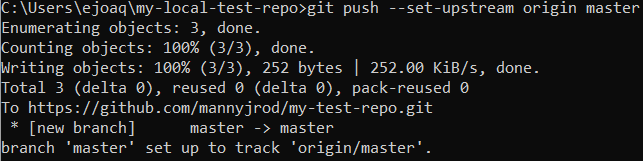 C:\Users\ejoaq\my-local-test-repo>git push --set-upstream origin master
Enumerating objects: 3, done.
Counting objects: 100% (3/3), done.
Writing objects: 100% (3/3), 252 bytes | 252.00 KiB/s, done.
Total 3 (delta 0), reused 0 (delta 0), pack-reused 0
To https://github.com/mannyjrod/my-test-repo.git
 * [new branch]      master -> master
branch 'master' set up to track 'origin/master'.